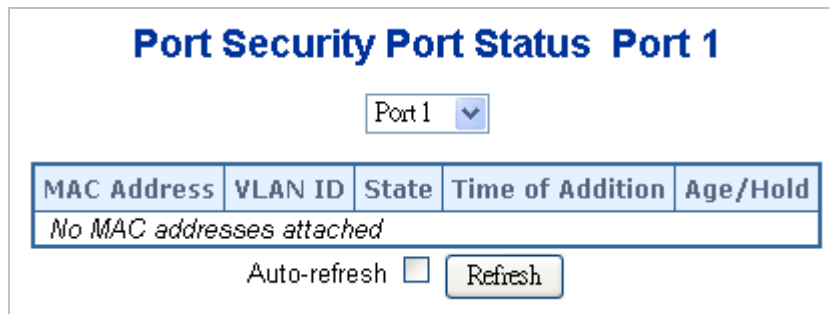 Port Security Port Status Port 1
Port 1
MAC Address VLAN ID State Time of Addition Age/Hold
No MAC addresses attached
Auto-refresh Refresh